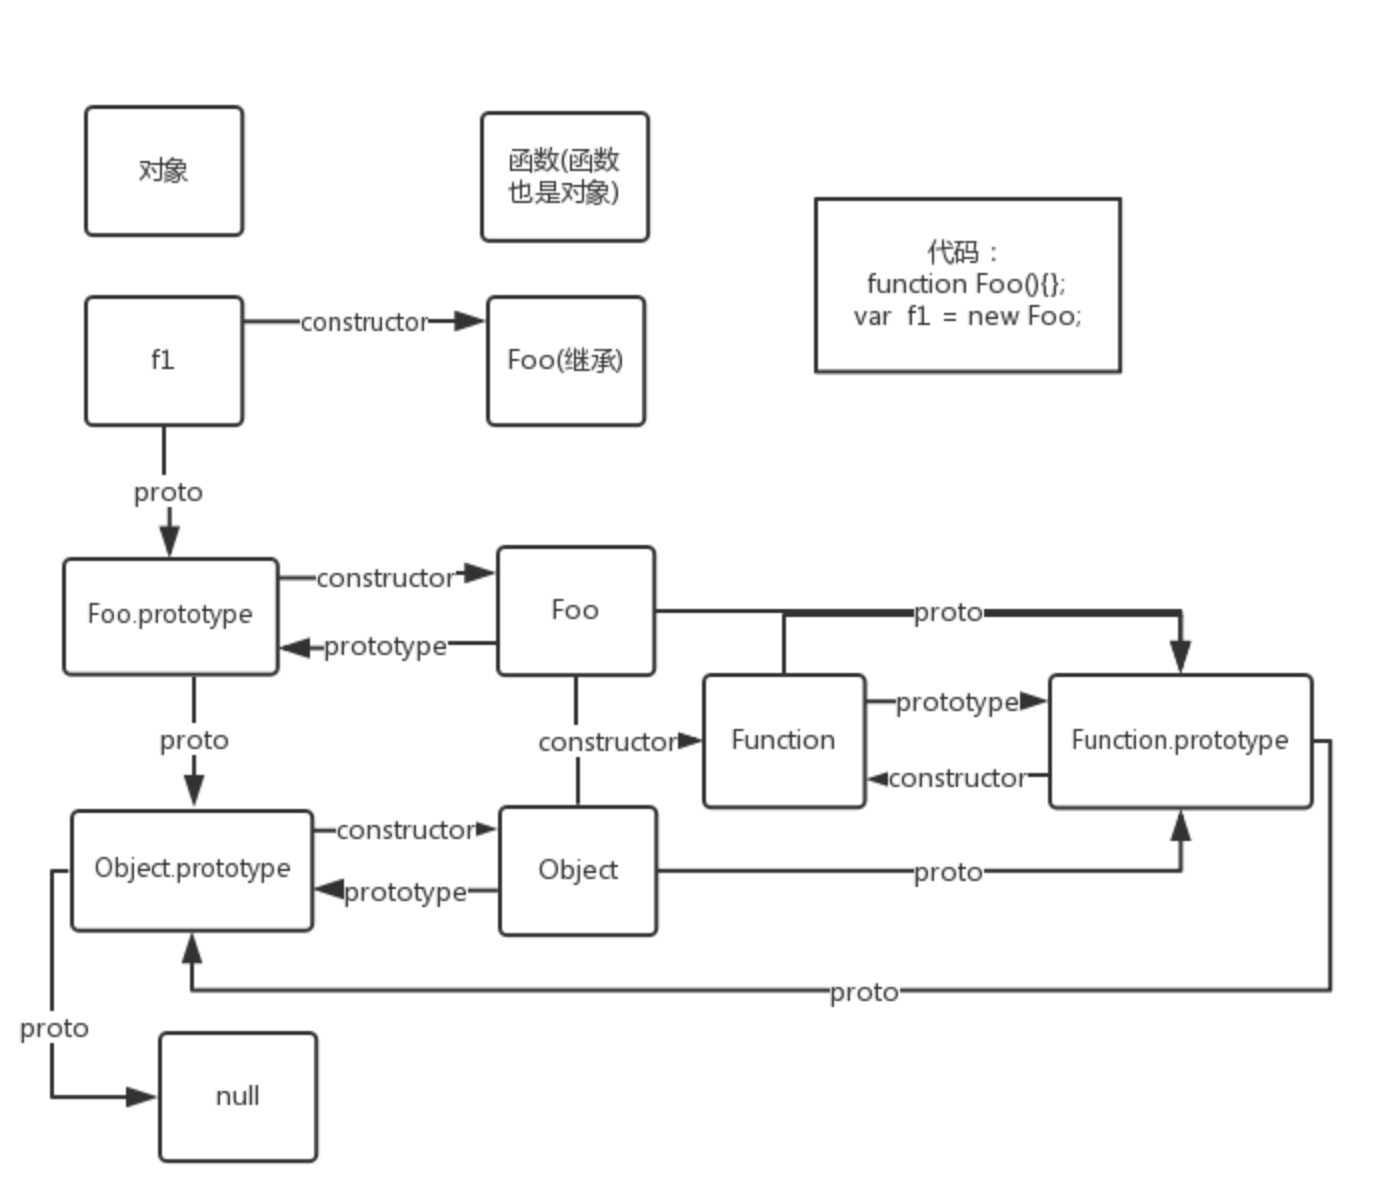 对象
函数(函数
也是对象)
代码：
function Foo(){};
var f1 = new Foo;
f1
constructor
Foo(继承)
proto
Foo.prototype
constructor
prototype
Foo
proto
proto
constructor
Function
prototype
constructor
Function.prototype
Object.prototype
constructor
prototype
Object
proto
proto
proto
null